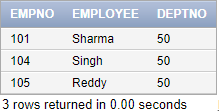 EMPNO EMPLOYEE DEPTNO
101 Sharma 50
104 Singh 50
105 Reddy 50
3 rows returned in 0.00 seconds